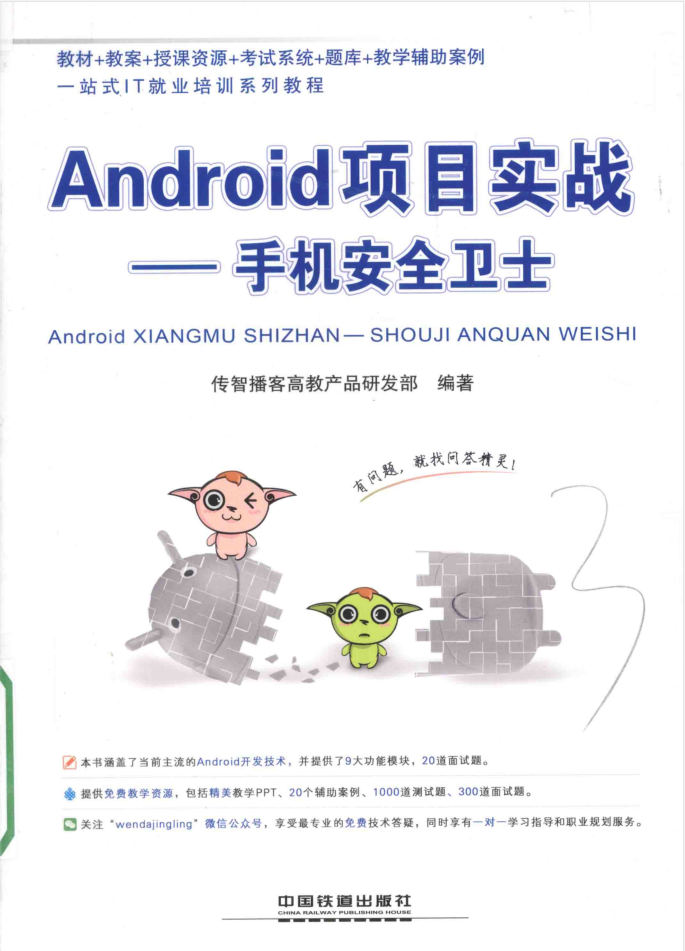 教材+教案+授课资源+考试系统+题库+教学辅助案例
一站式IT就业培训系列教程
Android项目实战
——手机安全卫士
Android XIANGMU SHIZHAN—SHOUJI ANQUAN WEISHI
传智播客高教产品研发部 编著
有问题，就找问答精灵！
本书涵盖了当前主流的Android开发技术，并提供了9大功能模块，20道面试题。
提供免费教学资源，包括精美教学PPT、20个辅助案例、1000道测试题、300道面试题。
关注“wendajingling”微信公众号，享受最专业的免费技术答疑，同时享有一对一学习指导和职业规划服务。
中国铁道出版社
CHINA RAILWAY PUBLISHING HOUSE